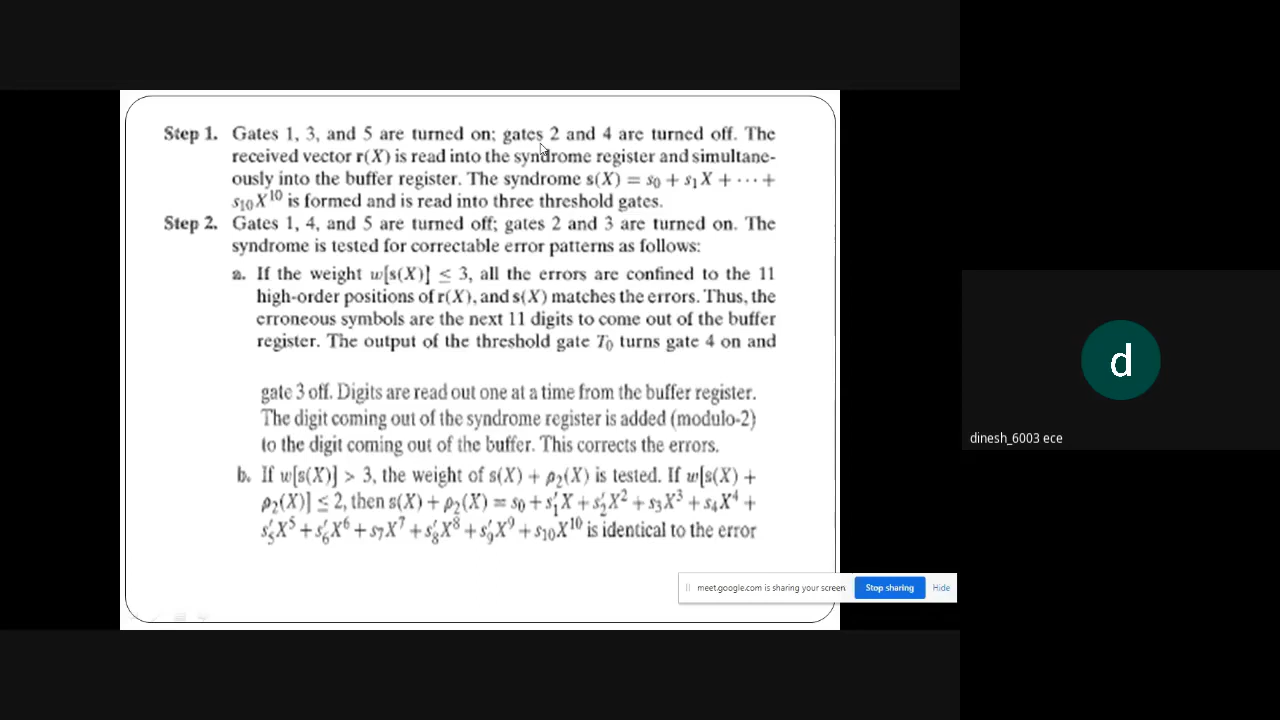 Step 1. Gates 1, 3, and 5 are turned on; gates 2 and 4 are turned off. The
received vector r(X) is read into the syndrome register and simultane-
ously into the buffer register. The syndrome s(X) = s₀ + s₁X + ⋯ +
s₁₀X¹⁰ is formed and is read into three threshold gates.
Step 2. Gates 1, 4, and 5 are turned off; gates 2 and 3 are turned on. The
syndrome is tested for correctable error patterns as follows:
a. If the weight w[s(X)] ≤ 3, all the errors are confined to the 11
high-order positions of r(X), and s(X) matches the errors. Thus, the
erroneous symbols are the next 11 digits to come out of the buffer
register. The output of the threshold gate T₀ turns gate 4 on and
gate 3 off. Digits are read out one at a time from the buffer register.
The digit coming out of the syndrome register is added (modulo-2)
to the digit coming out of the buffer. This corrects the errors.
b. If w[s(X)] > 3, the weight of s(X) + ρ₂(X) is tested. If w[s(X) +
ρ₂(X)] ≤ 2, then s(X) + ρ₂(X) = s₀ + s′₁X + s′₂X² + s₃X³ + s₄X⁴ +
s′₅X⁵ + s′₆X⁶ + s₇X⁷ + s′₈X⁸ + s′₉X⁹ + s₁₀X¹⁰ is identical to the error
meet.google.com is sharing your screen Stop sharing Hide
d
dinesh_6003 ece